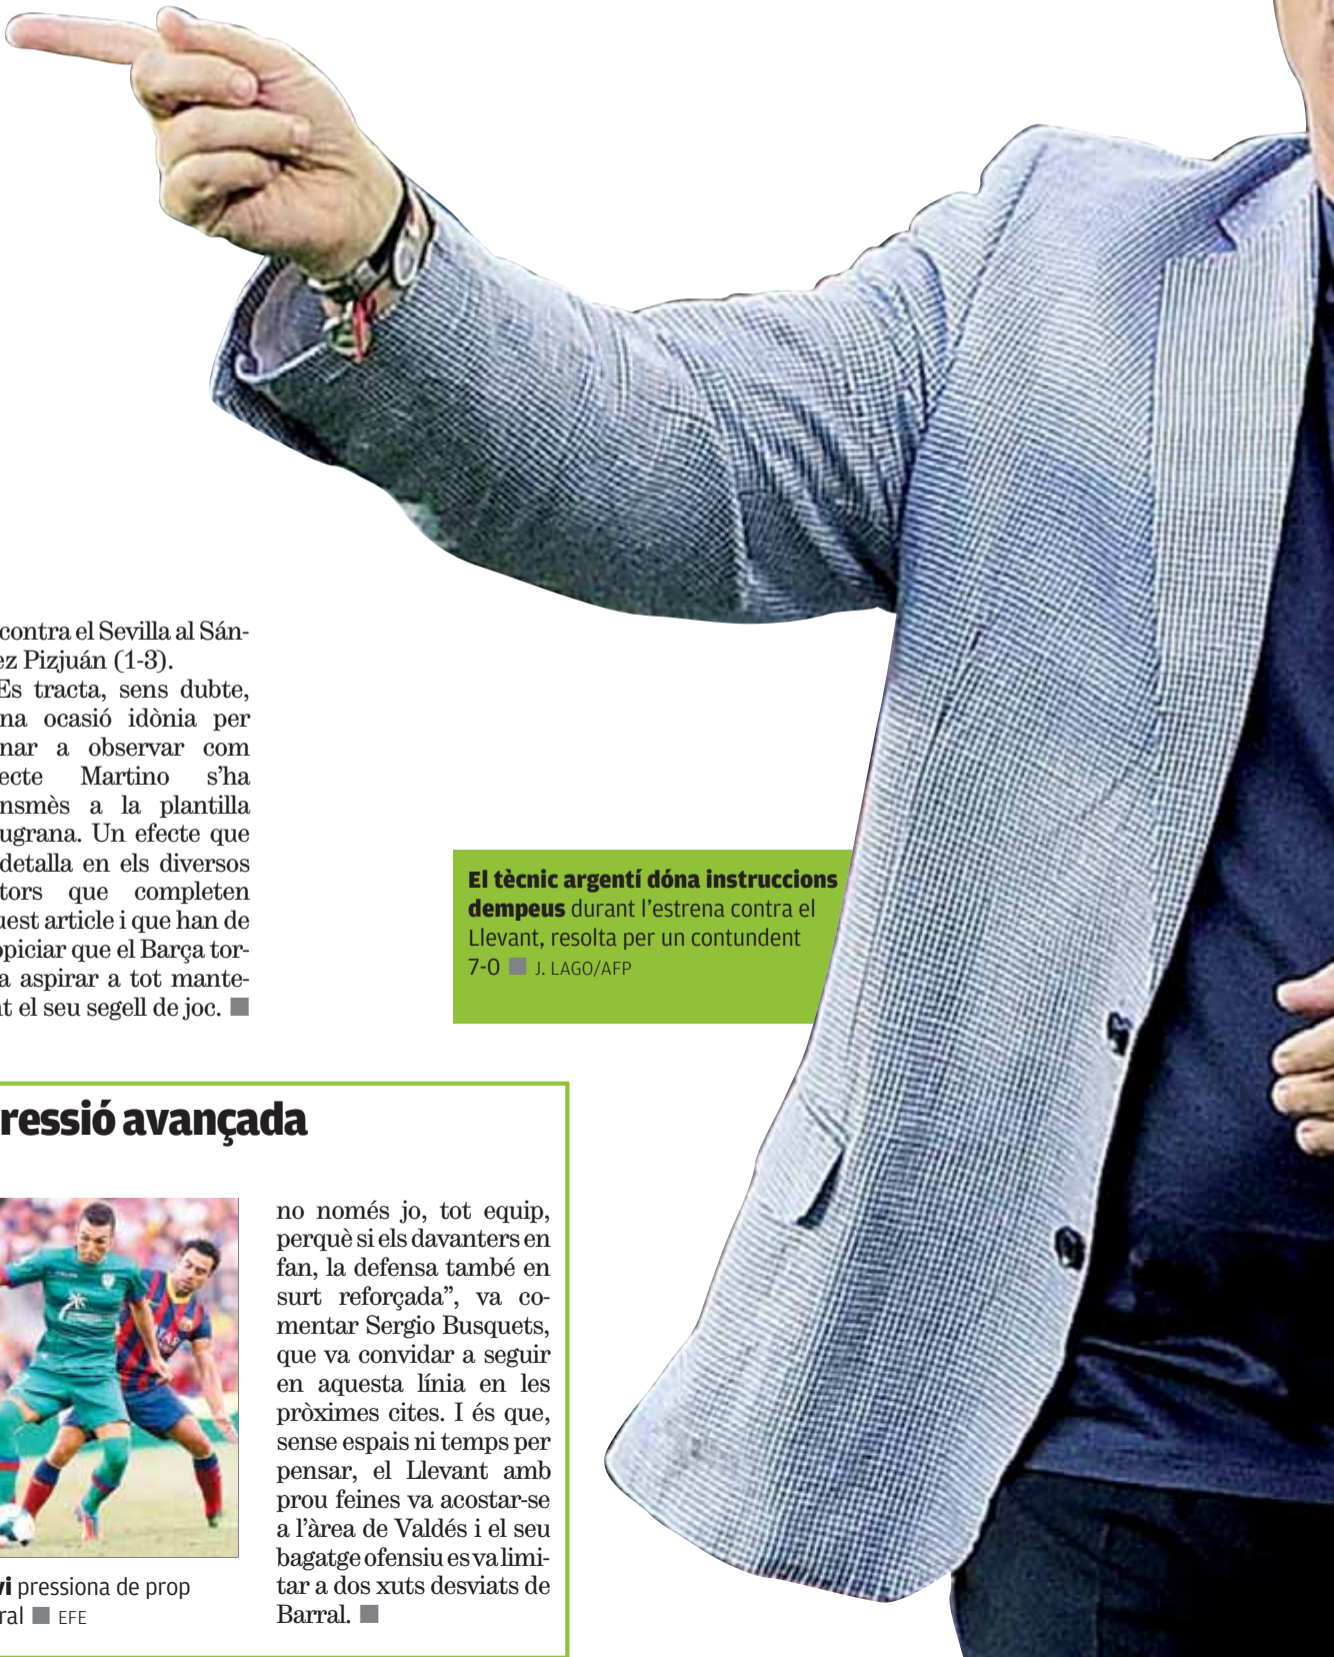 contra el Sevilla al Sán-
ez Pizjuán (1-3).
Es tracta, sens dubte,
na ocasió idònia per
nar a observar com
ecte Martino s'ha
nsmès a la plantilla
ugrana. Un efecte que
detalla en els diversos
tors que completen
uest article i que han de
opiciar que el Barça tor-
a aspirar a tot mante-
t el seu segell de joc. ■
El tècnic argentí dóna instruccions
dempeus durant l'estrena contra el
Llevant, resolta per un contundent
7-0 ■ J. LAGO/AFP
ressió avançada
no només jo, tot equip,
perquè si els davanters en
fan, la defensa també en
surt reforçada”, va co-
mentar Sergio Busquets,
que va convidar a seguir
en aquesta línia en les
pròximes cites. I és que,
sense espais ni temps per
pensar, el Llevant amb
prou feines va acostar-se
a l'àrea de Valdés i el seu
bagatge ofensiu es va limi-
tar a dos xuts desviats de
Barral. ■
vi pressiona de prop
ral ■ EFE